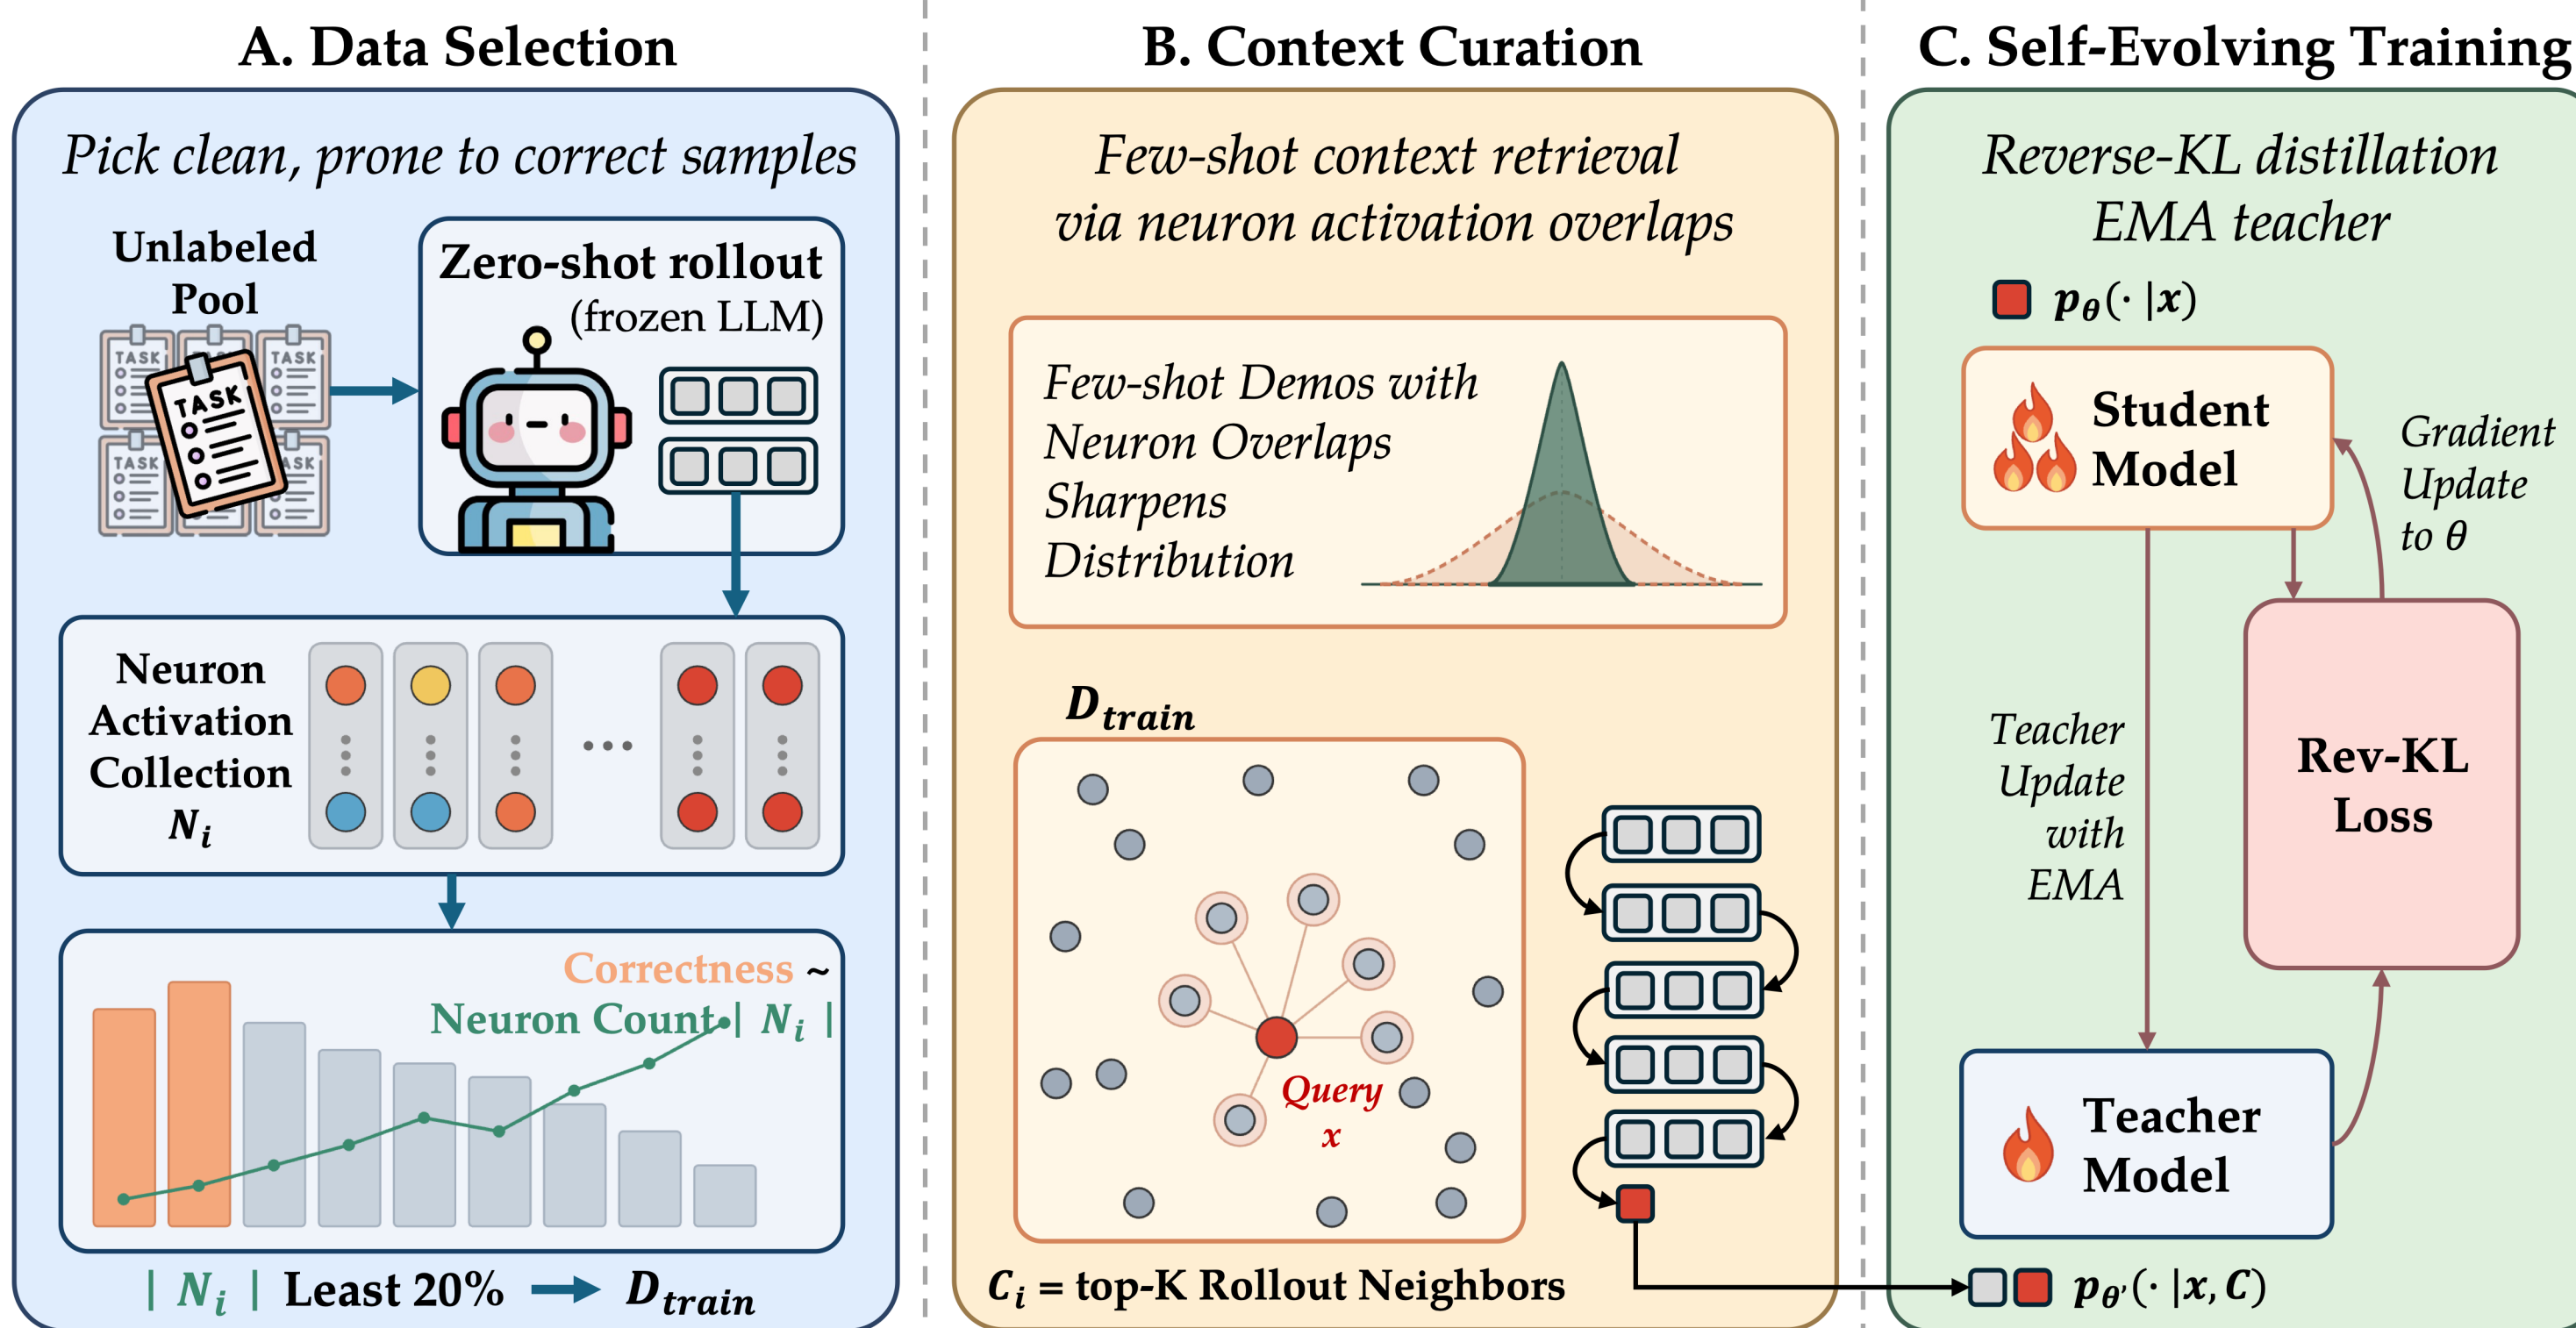 A. Data Selection
Pick clean, prone to correct samples
Unlabeled
Pool
TASK
TASK
TASK
TASK
Zero-shot rollout
(frozen LLM)
Neuron
Activation
Collection
N_i
Correctness ~
Neuron Count | N_i |
| N_i | Least 20%
D_train
B. Context Curation
Few-shot context retrieval
via neuron activation overlaps
Few-shot Demos with
Neuron Overlaps
Sharpens
Distribution
D_train
Query
x
C_i = top-K Rollout Neighbors
C. Self-Evolving Training
Reverse-KL distillation
EMA teacher
p_θ(· |x)
Student
Model
Gradient
Update
to θ
Teacher
Update
with
EMA
Rev-KL
Loss
Teacher
Model
p_θ′(· |x, C)